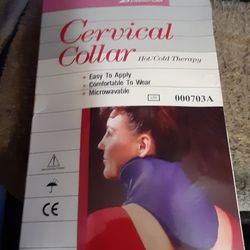 Cervical
Collar
Hot/Cold Therapy
• Easy To Apply
• Comfortable To Wear
• Microwavable
000703A
CE